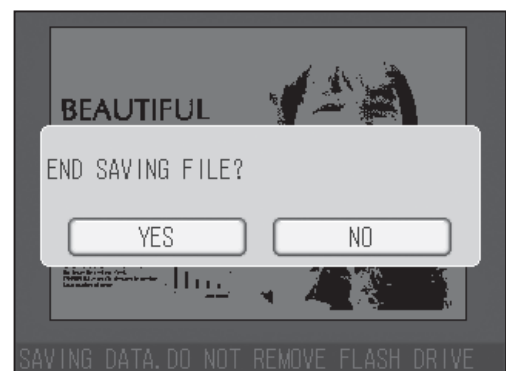 BEAUTIFUL
END SAVING FILE?
YES NO
SAVING DATA. DO NOT REMOVE FLASH DRIVE